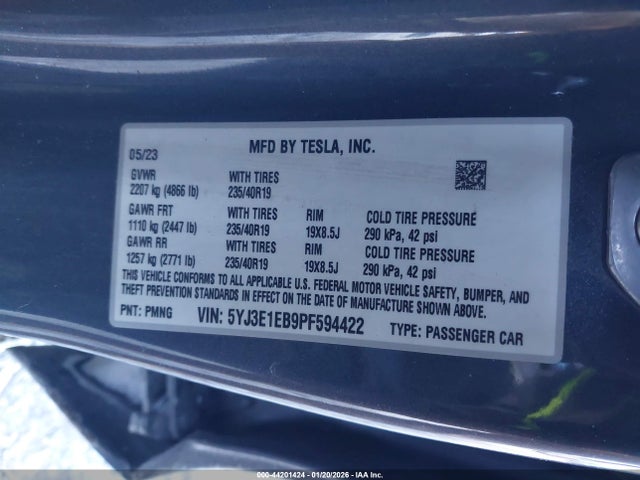 MFD BY TESLA, INC.
05/23
GVWR WITH TIRES
2207 kg (4866 lb) 235/40R19
GAWR FRT WITH TIRES RIM COLD TIRE PRESSURE
1110 kg (2447 lb) 235/40R19 19X8.5J 290 kPa, 42 psi
GAWR RR WITH TIRES RIM COLD TIRE PRESSURE
1257 kg (2771 lb) 235/40R19 19X8.5J 290 kPa, 42 psi
THIS VEHICLE CONFORMS TO ALL APPLICABLE U.S. FEDERAL MOTOR VEHICLE SAFETY, BUMPER, AND
THEFT PREVENTION STANDARDS IN EFFECT ON THE DATE OF MANUFACTURE SHOWN ABOVE.
PNT: PMNG VIN: 5YJ3E1EB9PF594422 TYPE: PASSENGER CAR
000-44201424 - 01/20/2026 - IAA Inc.